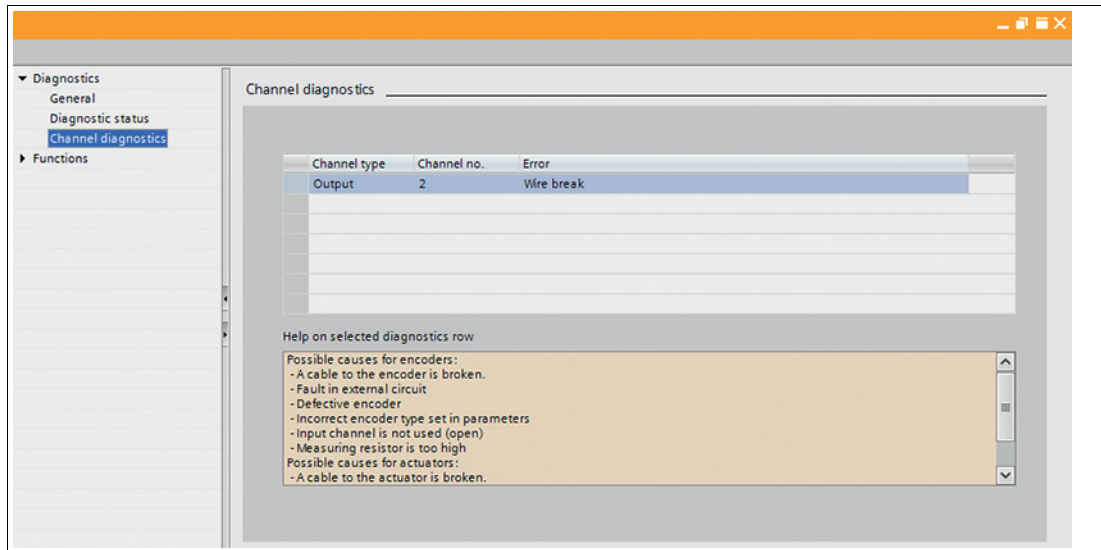 Diagnostics
General
Diagnostic status
Channel diagnostics
Functions
Channel diagnostics
Channel type Channel no. Error
Output 2 Wire break
Help on selected diagnostics row
Possible causes for encoders:
- A cable to the encoder is broken.
- Fault in external circuit
- Defective encoder
- Incorrect encoder type set in parameters
- Input channel is not used (open)
- Measuring resistor is too high
Possible causes for actuators:
- A cable to the actuator is broken.